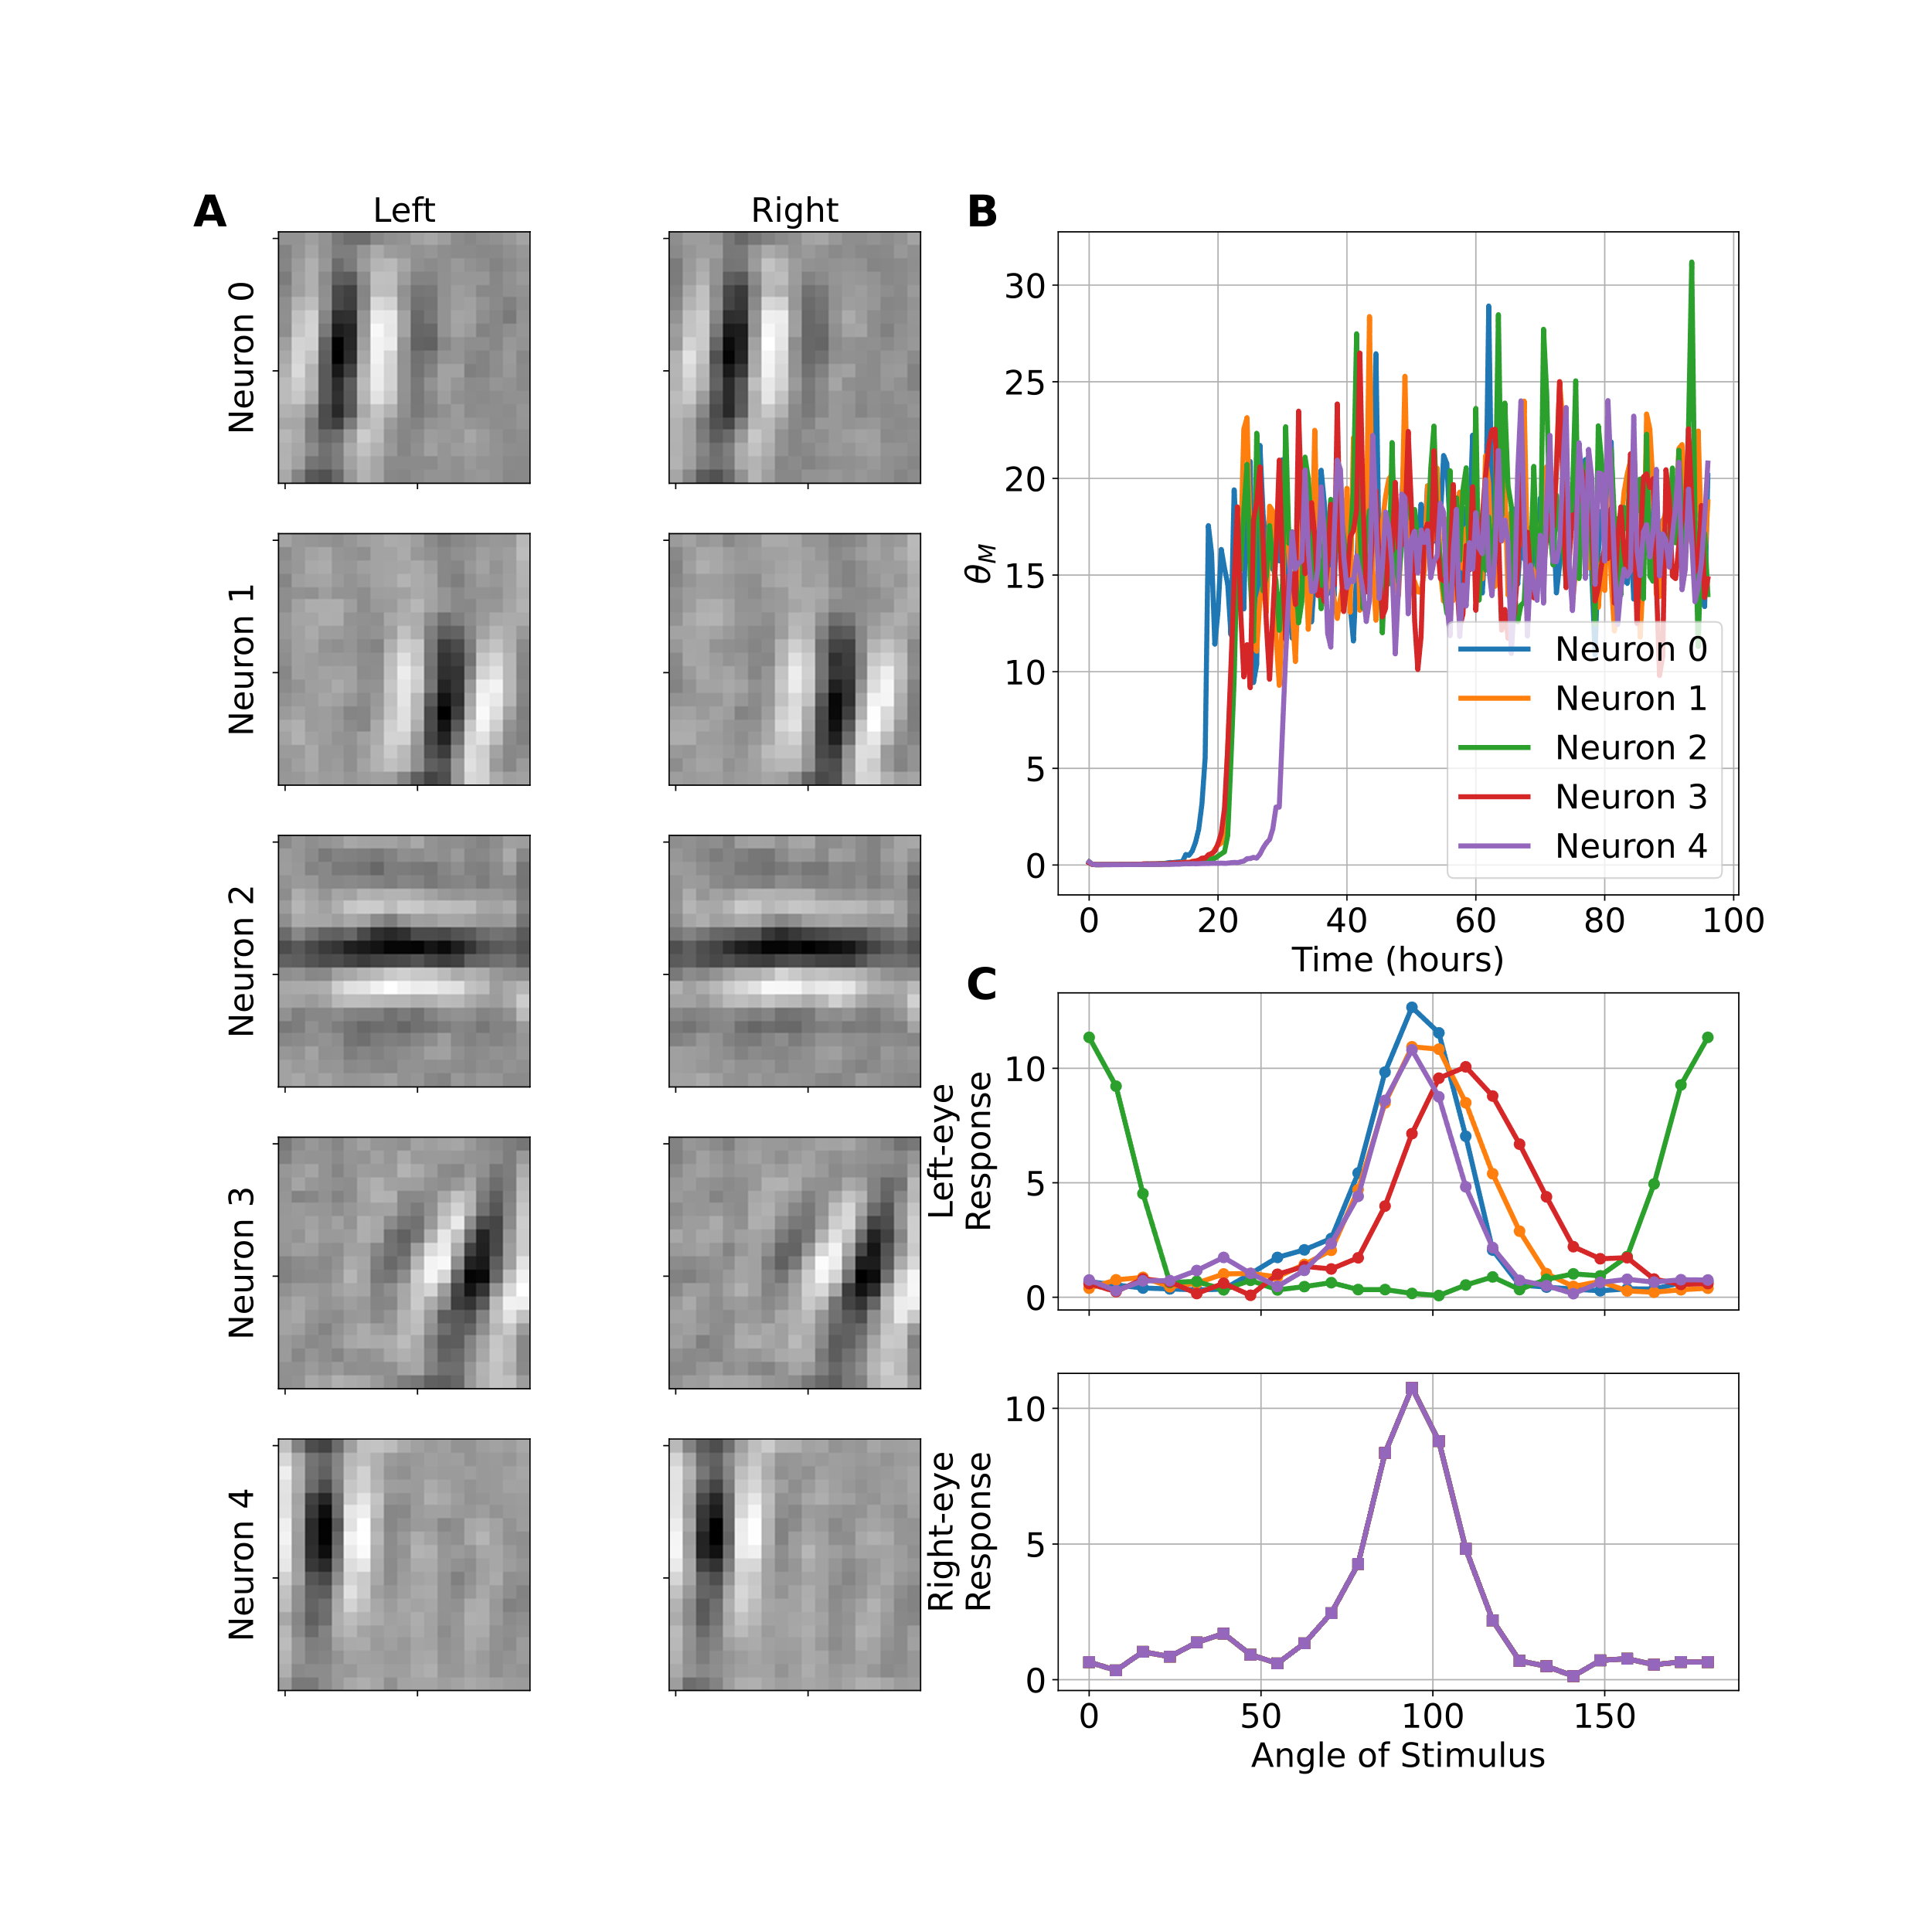 A
Left
Right
Neuron 0
Neuron 1
Neuron 2
Neuron 3
Neuron 4
B
θM
30
25
20
15
10
5
0
0 20 40 60 80 100
Time (hours)
Neuron 0
Neuron 1
Neuron 2
Neuron 3
Neuron 4
C
Left-eye
Response
10
5
0
Right-eye
Response
10
5
0
0 50 100 150
Angle of Stimulus